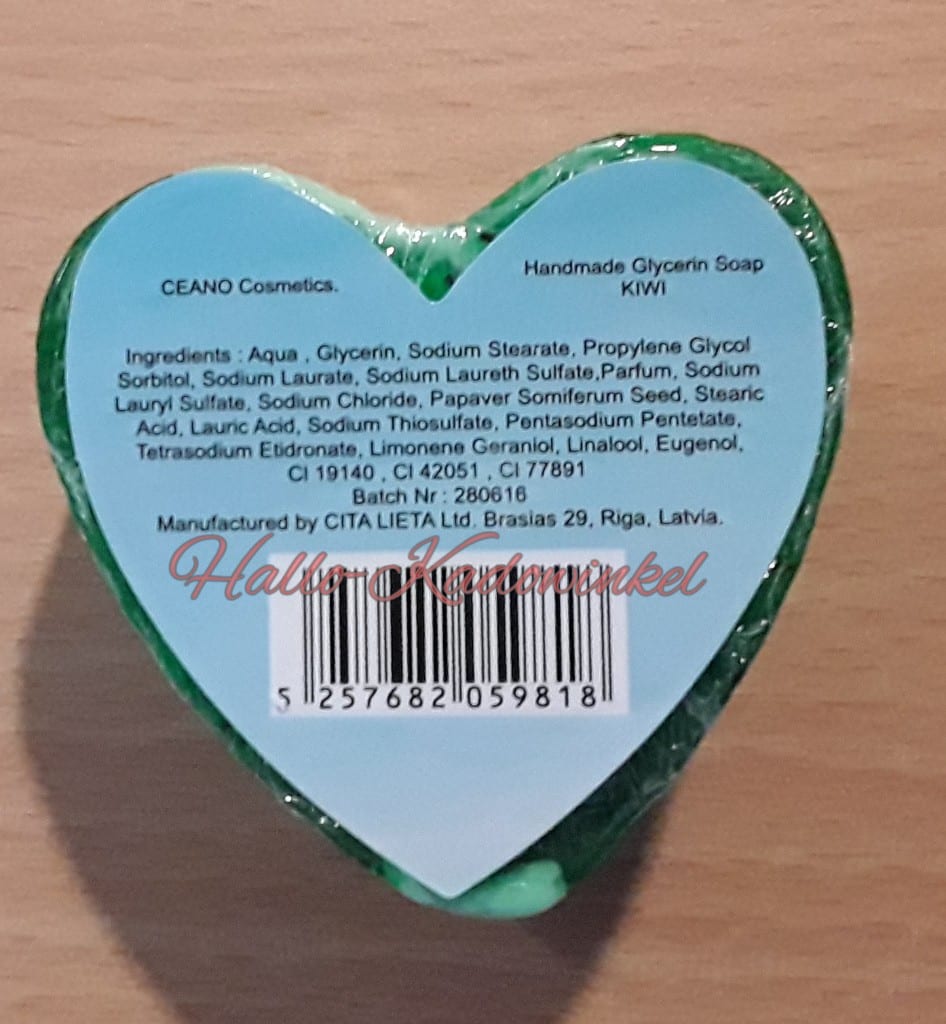 CEANO Cosmetics.
Handmade Glycerin Soap
KIWI
Ingredients : Aqua , Glycerin, Sodium Stearate, Propylene Glycol
Sorbitol, Sodium Laurate, Sodium Laureth Sulfate,Parfum, Sodium
Lauryl Sulfate, Sodium Chloride, Papaver Somiferum Seed, Stearic
Acid, Lauric Acid, Sodium Thiosulfate, Pentasodium Pentetate,
Tetrasodium Etidronate, Limonene Geraniol, Linalool, Eugenol,
CI 19140 , CI 42051 , CI 77891
Batch Nr : 280616
Manufactured by CITA LIETA Ltd. Brasias 29, Riga, Latvia.
Hallo-Kadowinkel
5 257682 059818